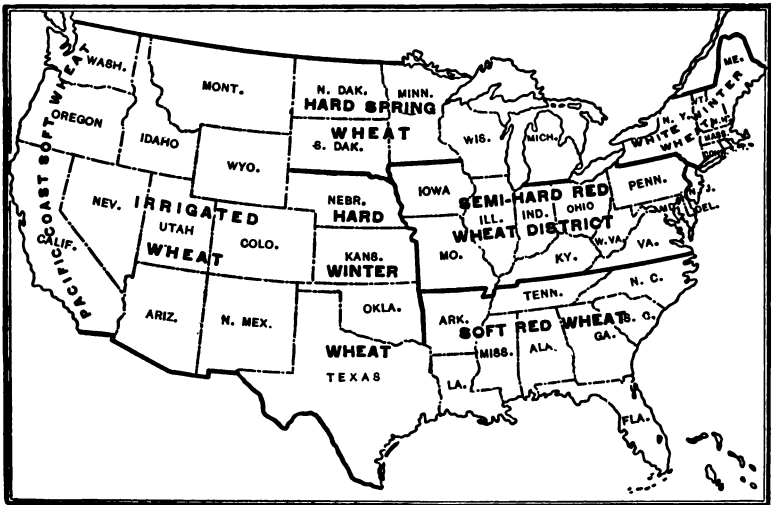 WASH.
MONT.
N. DAK.
MINN.
ME.
HARD SPRING
WHEAT
S. DAK.
OREGON
IDAHO
WYO.
WIS.
MICH.
N. Y.
VT.
N.H.
MASS.
CONN.
WHITE WINTER
WHEAT
PACIFIC COAST SOFT WHEAT
NEV.
IRRIGATED
UTAH
WHEAT
COLO.
CALIF.
NEBR.
HARD
KANS.
WINTER
IOWA
SEMI-HARD RED
ILL.
IND.
OHIO
WHEAT DISTRICT
PENN.
N. J.
MD.
DEL.
MO.
KY.
W. VA.
VA.
ARIZ.
N. MEX.
OKLA.
WHEAT
TEXAS
ARK.
TENN.
N. C.
SOFT RED WHEAT
S. C.
MISS.
ALA.
GA.
LA.
FLA.